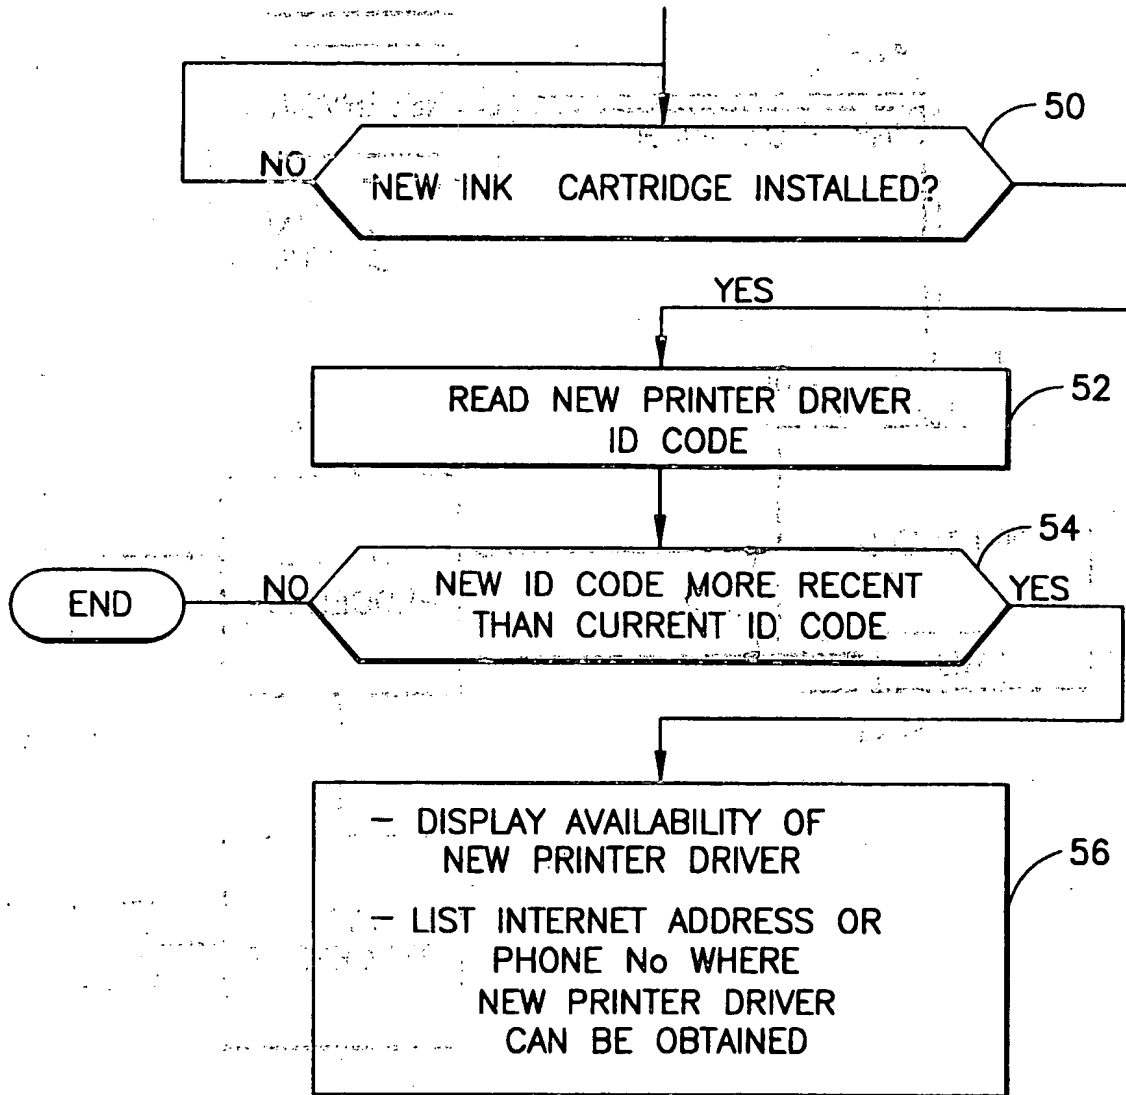 50
NO
NEW INK CARTRIDGE INSTALLED?
YES
READ NEW PRINTER DRIVER
ID CODE
52
54
END
NO
NEW ID CODE MORE RECENT
THAN CURRENT ID CODE
YES
- DISPLAY AVAILABILITY OF
NEW PRINTER DRIVER
- LIST INTERNET ADDRESS OR
PHONE No WHERE
NEW PRINTER DRIVER
CAN BE OBTAINED
56